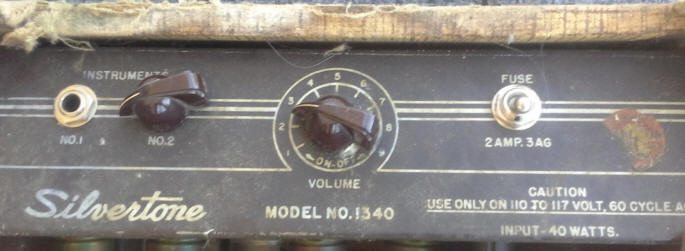 INSTRUMENTS
NO.1
NO.2
1 2 3 4 5 6 7 8 9
ON-OFF
VOLUME
FUSE
2 AMP. 3AG
Silvertone
MODEL NO. 1340
CAUTION
USE ONLY ON 110 TO 117 VOLT, 60 CYCLE
INPUT-40 WATTS.